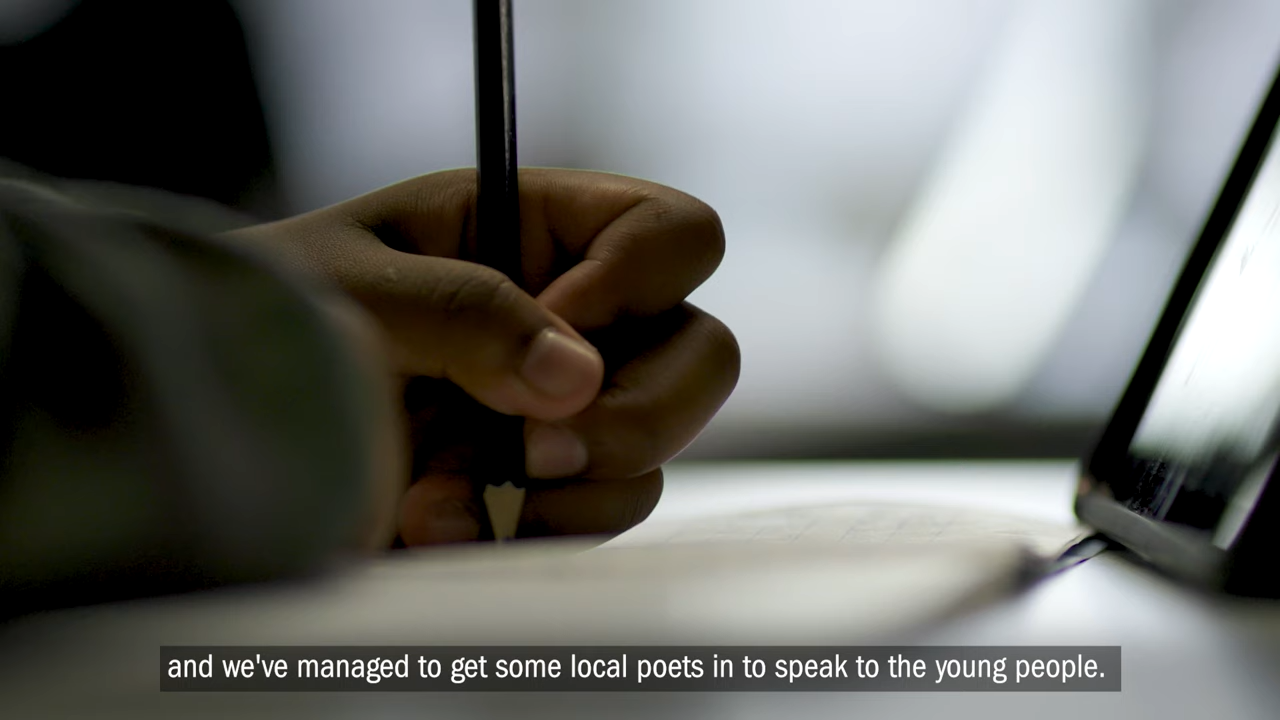 and we've managed to get some local poets in to speak to the young people.